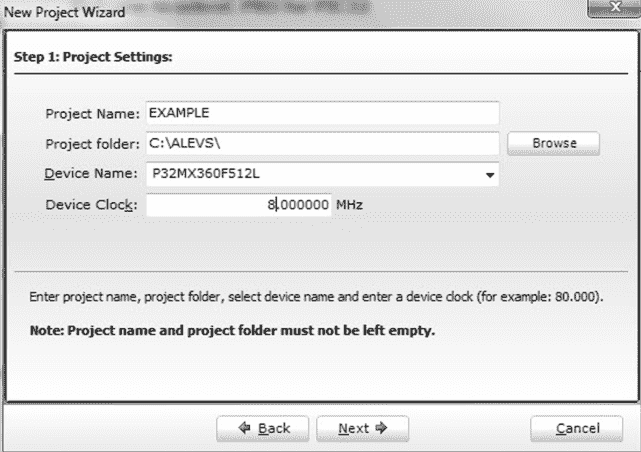 New Project Wizard
Step 1: Project Settings:
Project Name: EXAMPLE
Project folder: C:\ALEVS\ Browse
Device Name: P32MX360F512L
Device Clock: 8.000000 MHz
Enter project name, project folder, select device name and enter a device clock (for example: 80.000).
Note: Project name and project folder must not be left empty.
Back Next Cancel